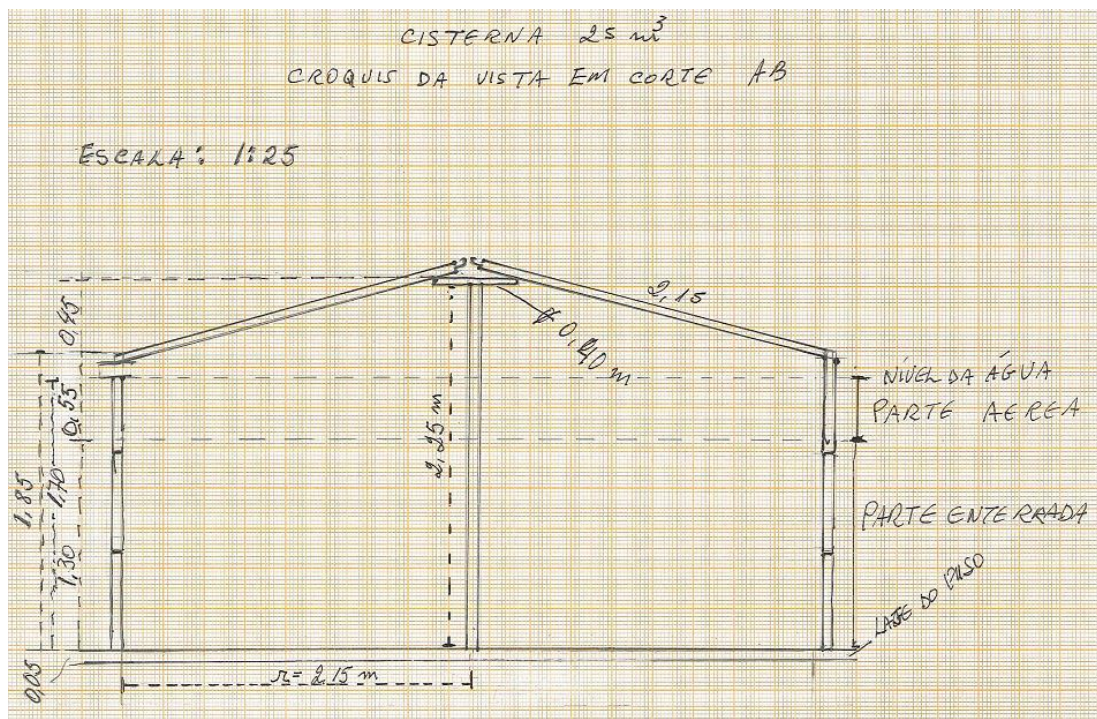 CISTERNA 25 m³
CROQUIS DA VISTA EM CORTE AB
ESCALA: 1:25
0,45
2,15
ø 0,40 m
NÍVEL DA ÁGUA
0,55
PARTE AEREA
2,25 m
1,85
1,70
1,30
PARTE ENTERRADA
LAJE DO PISO
0,05
r= 2,15 m